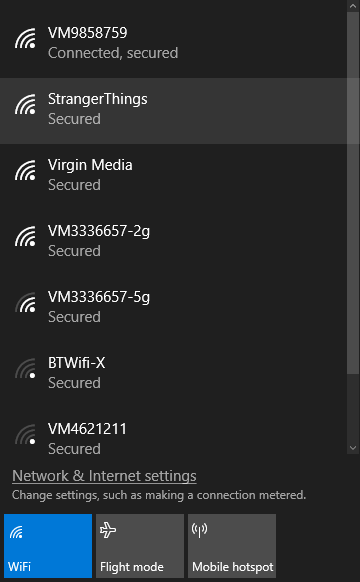 VM9858759
Connected, secured
StrangerThings
Secured
Virgin Media
Secured
VM3336657-2g
Secured
VM3336657-5g
Secured
BTWifi-X
Secured
VM4621211
Secured
Network & Internet settings
Change settings, such as making a connection metered.
WiFi
Flight mode
Mobile hotspot